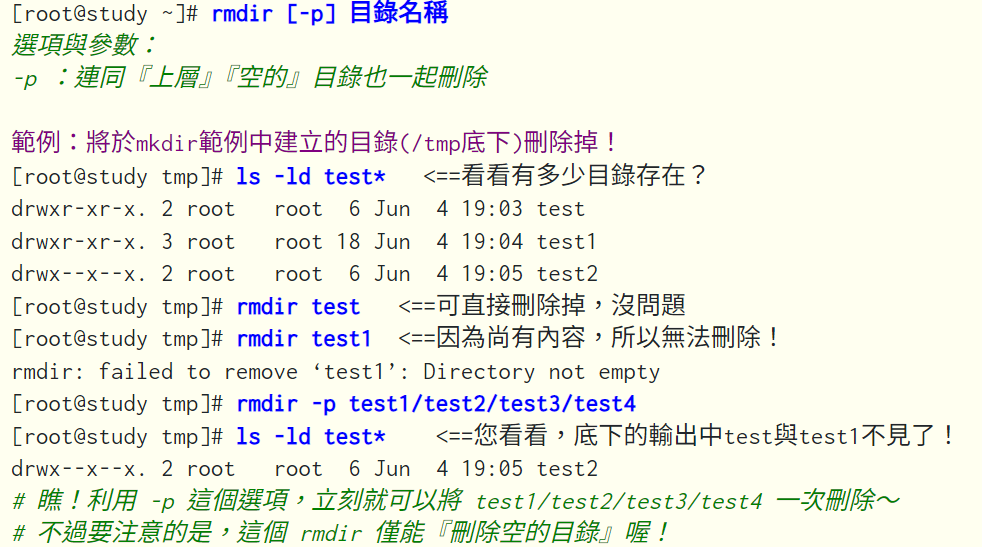 [root@study ~]# rmdir [-p] 目錄名稱
選項與參數：
-p ：連同『上層』『空的』目錄也一起刪除
範例：將於mkdir範例中建立的目錄(/tmp底下)刪除掉！
[root@study tmp]# ls -ld test* <==看看有多少目錄存在？
drwxr-xr-x. 2 root root 6 Jun 4 19:03 test
drwxr-xr-x. 3 root root 18 Jun 4 19:04 test1
drwx--x--x. 2 root root 6 Jun 4 19:05 test2
[root@study tmp]# rmdir test <==可直接刪除掉，沒問題
[root@study tmp]# rmdir test1 <==因為尚有內容，所以無法刪除！
rmdir: failed to remove ‘test1’: Directory not empty
[root@study tmp]# rmdir -p test1/test2/test3/test4
[root@study tmp]# ls -ld test* <==您看看，底下的輸出中test與test1不見了！
drwx--x--x. 2 root root 6 Jun 4 19:05 test2
# 瞧！利用 -p 這個選項，立刻就可以將 test1/test2/test3/test4 一次刪除～
# 不過要注意的是，這個 rmdir 僅能『刪除空的目錄』喔！